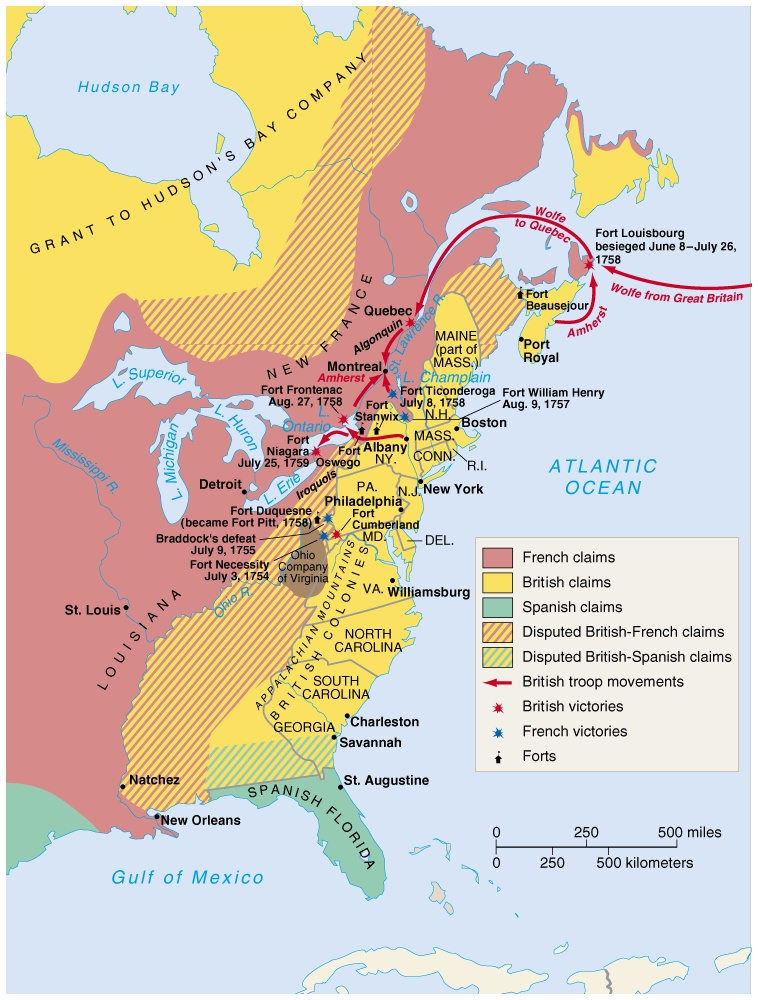 Hudson Bay
GRANT TO HUDSON'S BAY COMPANY
Wolfe
to Quebec
Fort Louisbourg
besieged June 8–July 26,
1758
Wolfe from Great Britain
Fort
Beausejour
Amherst
Port
Royal
NEW FRANCE
Quebec
Algonquin
St. Lawrence R.
MAINE
(part of
MASS.)
Montreal
Amherst
L. Champlain
L. Superior
Fort Frontenac
Aug. 27, 1758
Fort Ticonderoga
July 8, 1758
Fort William Henry
Aug. 9, 1757
Fort
Stanwix
N.H.
L.
Ontario
L. Huron
L. Michigan
Boston
MASS.
Albany
Fort
Niagara
July 25, 1759
Fort
Oswego
NY.
CONN.
R.I.
Mississippi R.
ATLANTIC
OCEAN
Detroit
L. Erie
Iroquois
PA.
N.J.
New York
Philadelphia
Fort Duquesne
(became Fort Pitt, 1758)
Fort
Cumberland
MD.
DEL.
Braddock's defeat
July 9, 1755
Fort Necessity
July 3, 1754
Ohio
Company
of Virginia
Ohio R.
VA.
Williamsburg
St. Louis
LOUISIANA
APPALACHIAN MOUNTAINS
BRITISH COLONIES
NORTH
CAROLINA
SOUTH
CAROLINA
GEORGIA
Charleston
Savannah
Natchez
St. Augustine
SPANISH FLORIDA
New Orleans
Gulf of Mexico
French claims
British claims
Spanish claims
Disputed British-French claims
Disputed British-Spanish claims
British troop movements
British victories
French victories
Forts
0 250 500 miles
0 250 500 kilometers